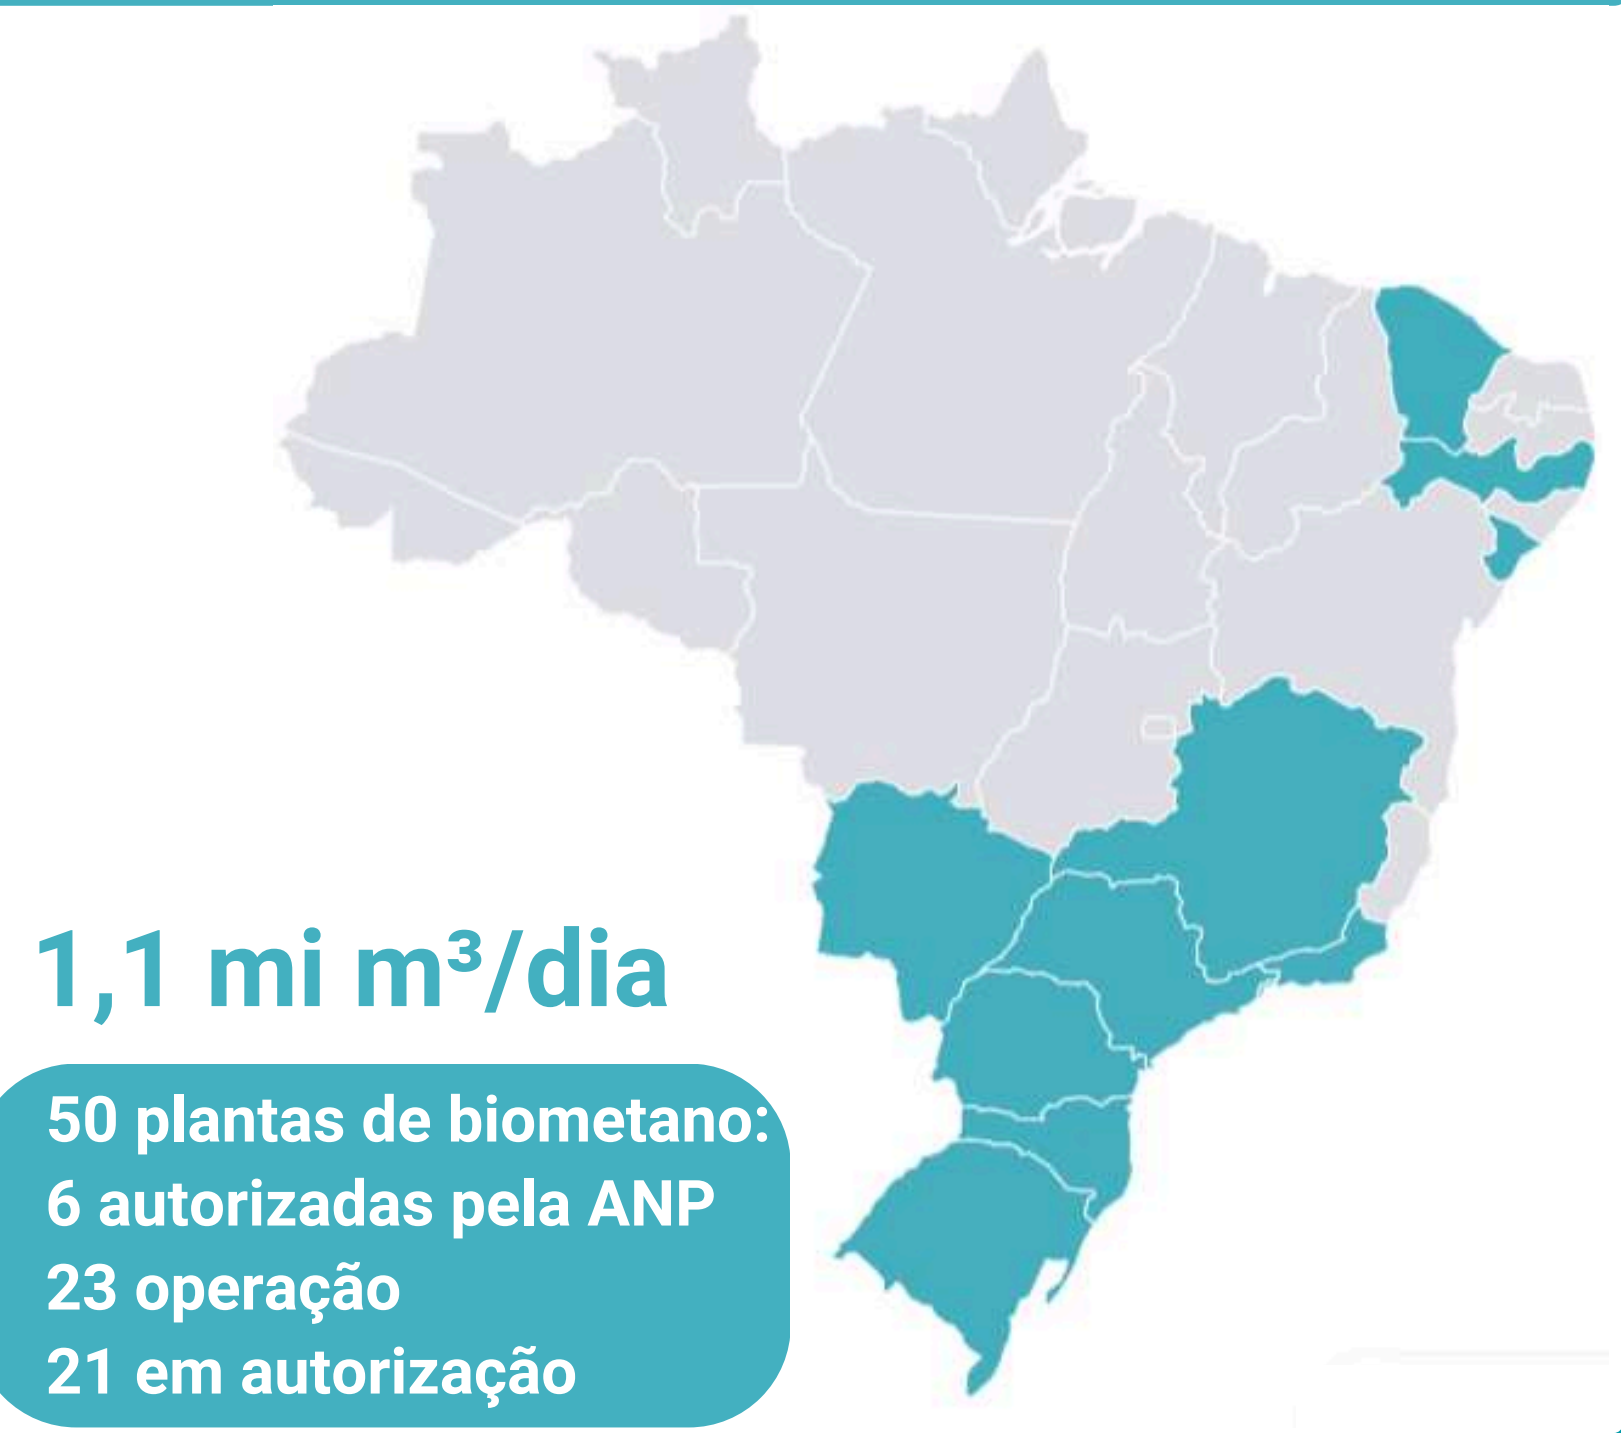 1,1 mi m³/dia
50 plantas de biometano:
6 autorizadas pela ANP
23 operação
21 em autorização